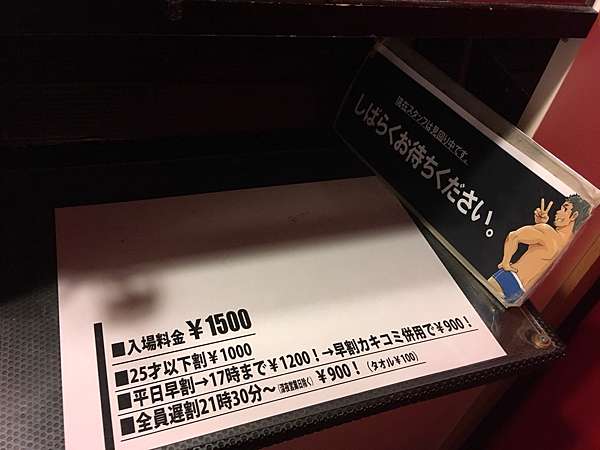 現在スタッフは見回り中です。
しばらくお待ちください。
■入場料金￥1500
■25才以下割￥1000
■平日早割→17時まで￥1200！→早割カキコミ併用で￥900！
■全員遅割21時30分～（深夜営業日除く）￥900！（タオル￥100）